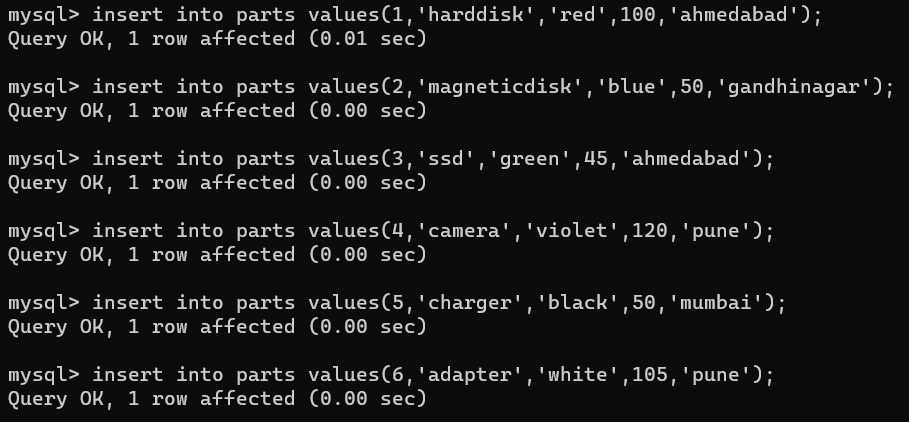 mysql> insert into parts values(1,'harddisk','red',100,'ahmedabad');
Query OK, 1 row affected (0.01 sec)
mysql> insert into parts values(2,'magneticdisk','blue',50,'gandhinagar');
Query OK, 1 row affected (0.00 sec)
mysql> insert into parts values(3,'ssd','green',45,'ahmedabad');
Query OK, 1 row affected (0.00 sec)
mysql> insert into parts values(4,'camera','violet',120,'pune');
Query OK, 1 row affected (0.00 sec)
mysql> insert into parts values(5,'charger','black',50,'mumbai');
Query OK, 1 row affected (0.00 sec)
mysql> insert into parts values(6,'adapter','white',105,'pune');
Query OK, 1 row affected (0.00 sec)